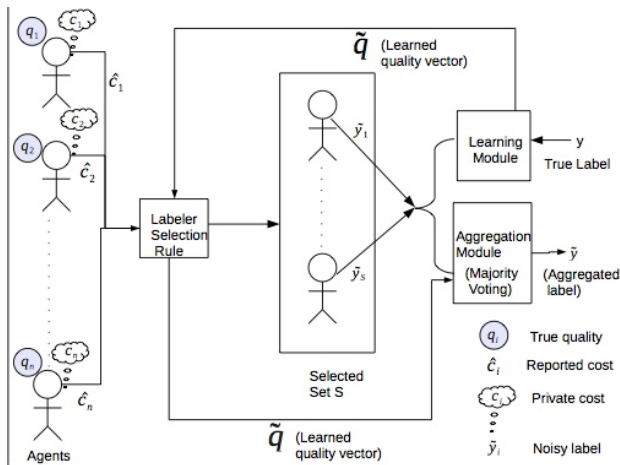 q₁
c₁
ĉ₁
q₂
c₂
ĉ₂
qₙ
cₙ
ĉₙ
Agents
Labeler
Selection
Rule
q̃ (Learned
quality vector)
ỹ₁
ỹₛ
Selected
Set S
Learning
Module
y
True Label
Aggregation
Module
(Majority
Voting)
ỹ
(Aggregated
label)
q̃ (Learned
quality vector)
qᵢ True quality
ĉᵢ Reported cost
cᵢ Private cost
ỹᵢ Noisy label